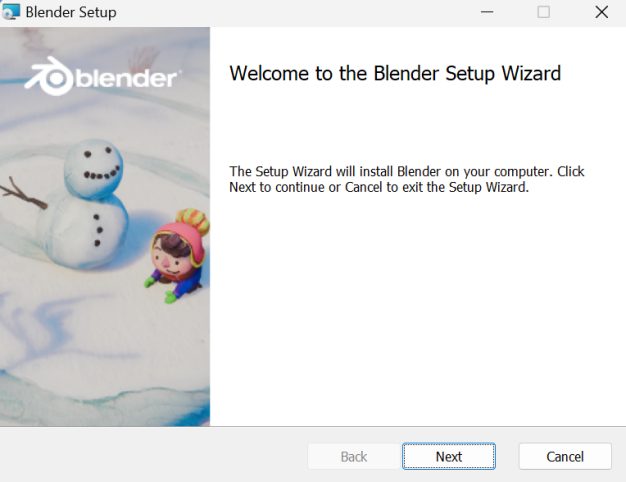 Blender Setup
blender
Welcome to the Blender Setup Wizard
The Setup Wizard will install Blender on your computer. Click
Next to continue or Cancel to exit the Setup Wizard.
Back
Next
Cancel